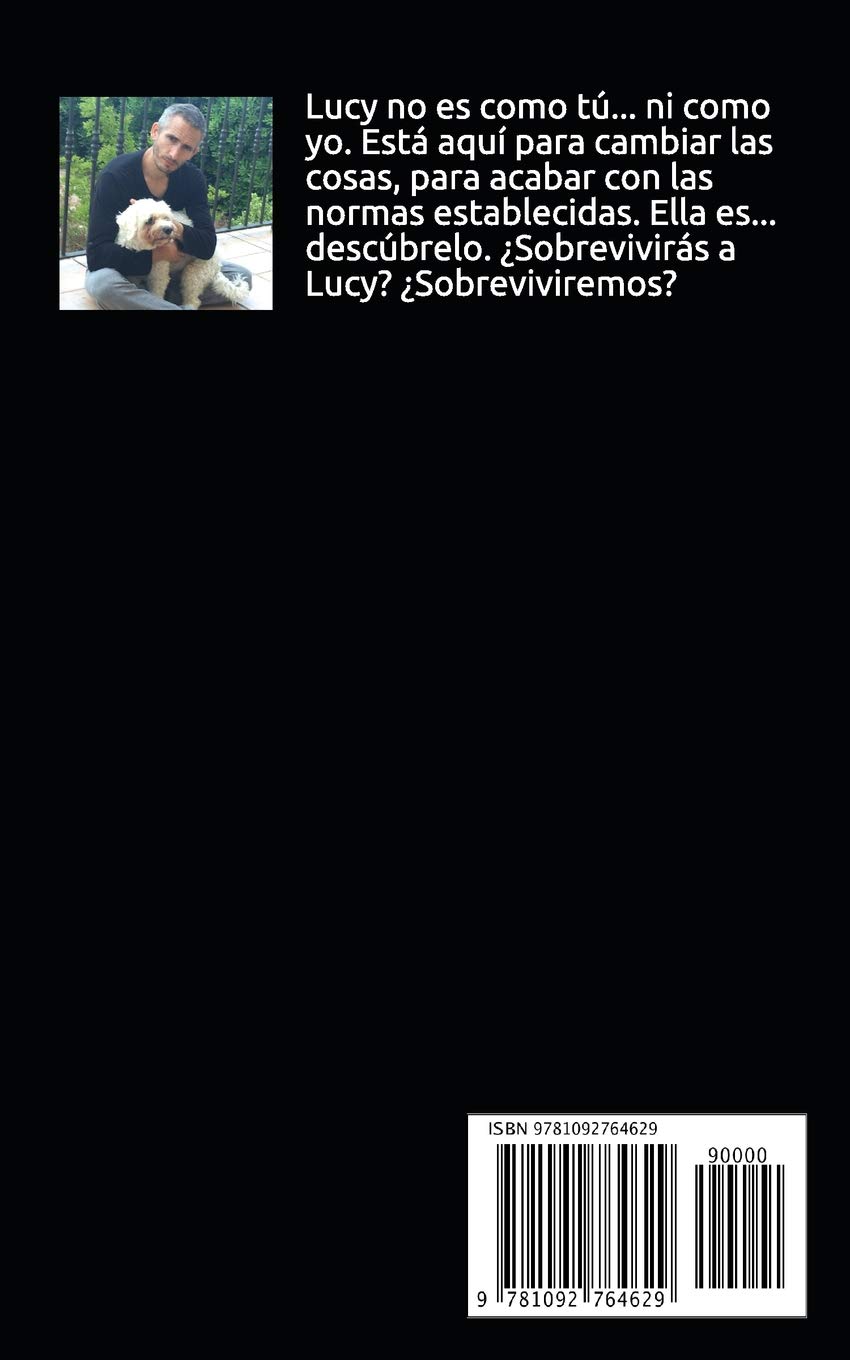 Lucy no es como tú... ni como
yo. Está aquí para cambiar las
cosas, para acabar con las
normas establecidas. Ella es...
descúbrelo. ¿Sobrevivirás a
Lucy? ¿Sobreviviremos?
ISBN 9781092764629
90000
9 781092 764629